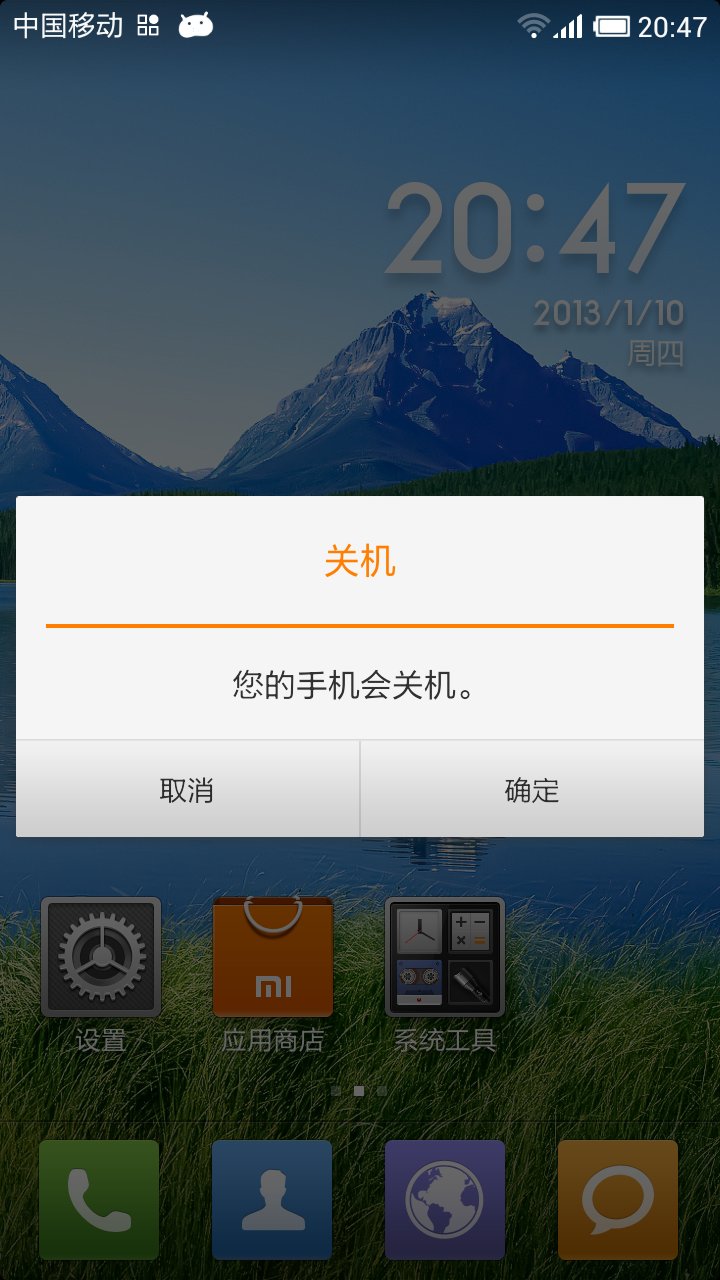 中国移动 20:47
20:47
2013/1/10
周四
关机
您的手机会关机。
取消 确定
mi
设置 应用商店 系统工具